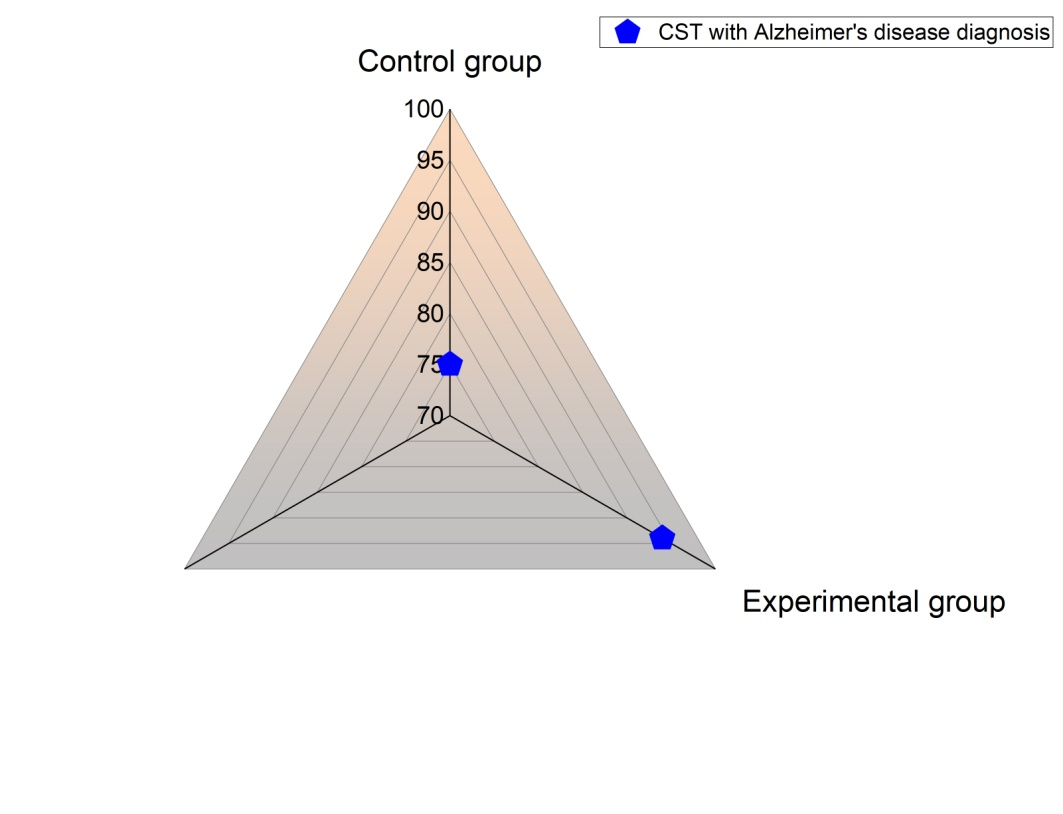 CST with Alzheimer's disease diagnosis
Control group
100
95
90
85
80
75
70
Experimental group